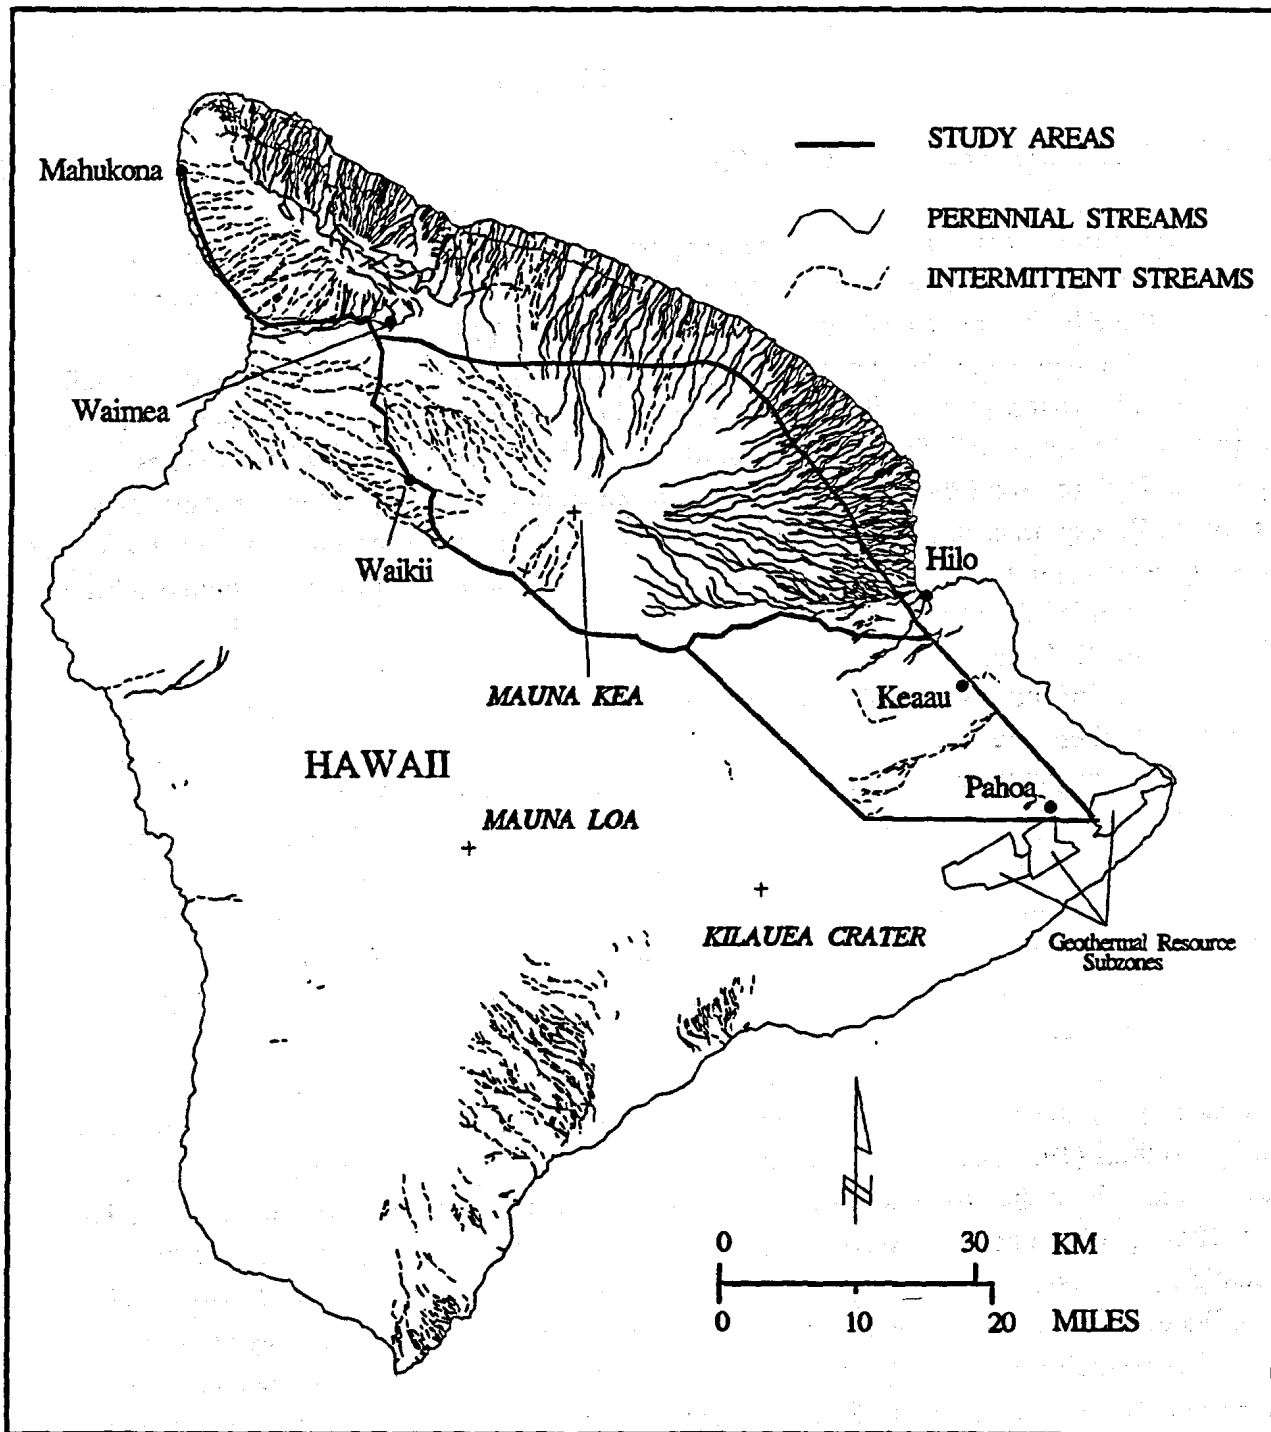 Mahukona
STUDY AREAS
PERENNIAL STREAMS
INTERMITTENT STREAMS
Waimea
Waikii
Hilo
MAUNA KEA
Keaau
HAWAII
Pahoa
MAUNA LOA
KILAUEA CRATER
Geothermal Resource
Subzones
N
0 30 KM
0 10 20 MILES